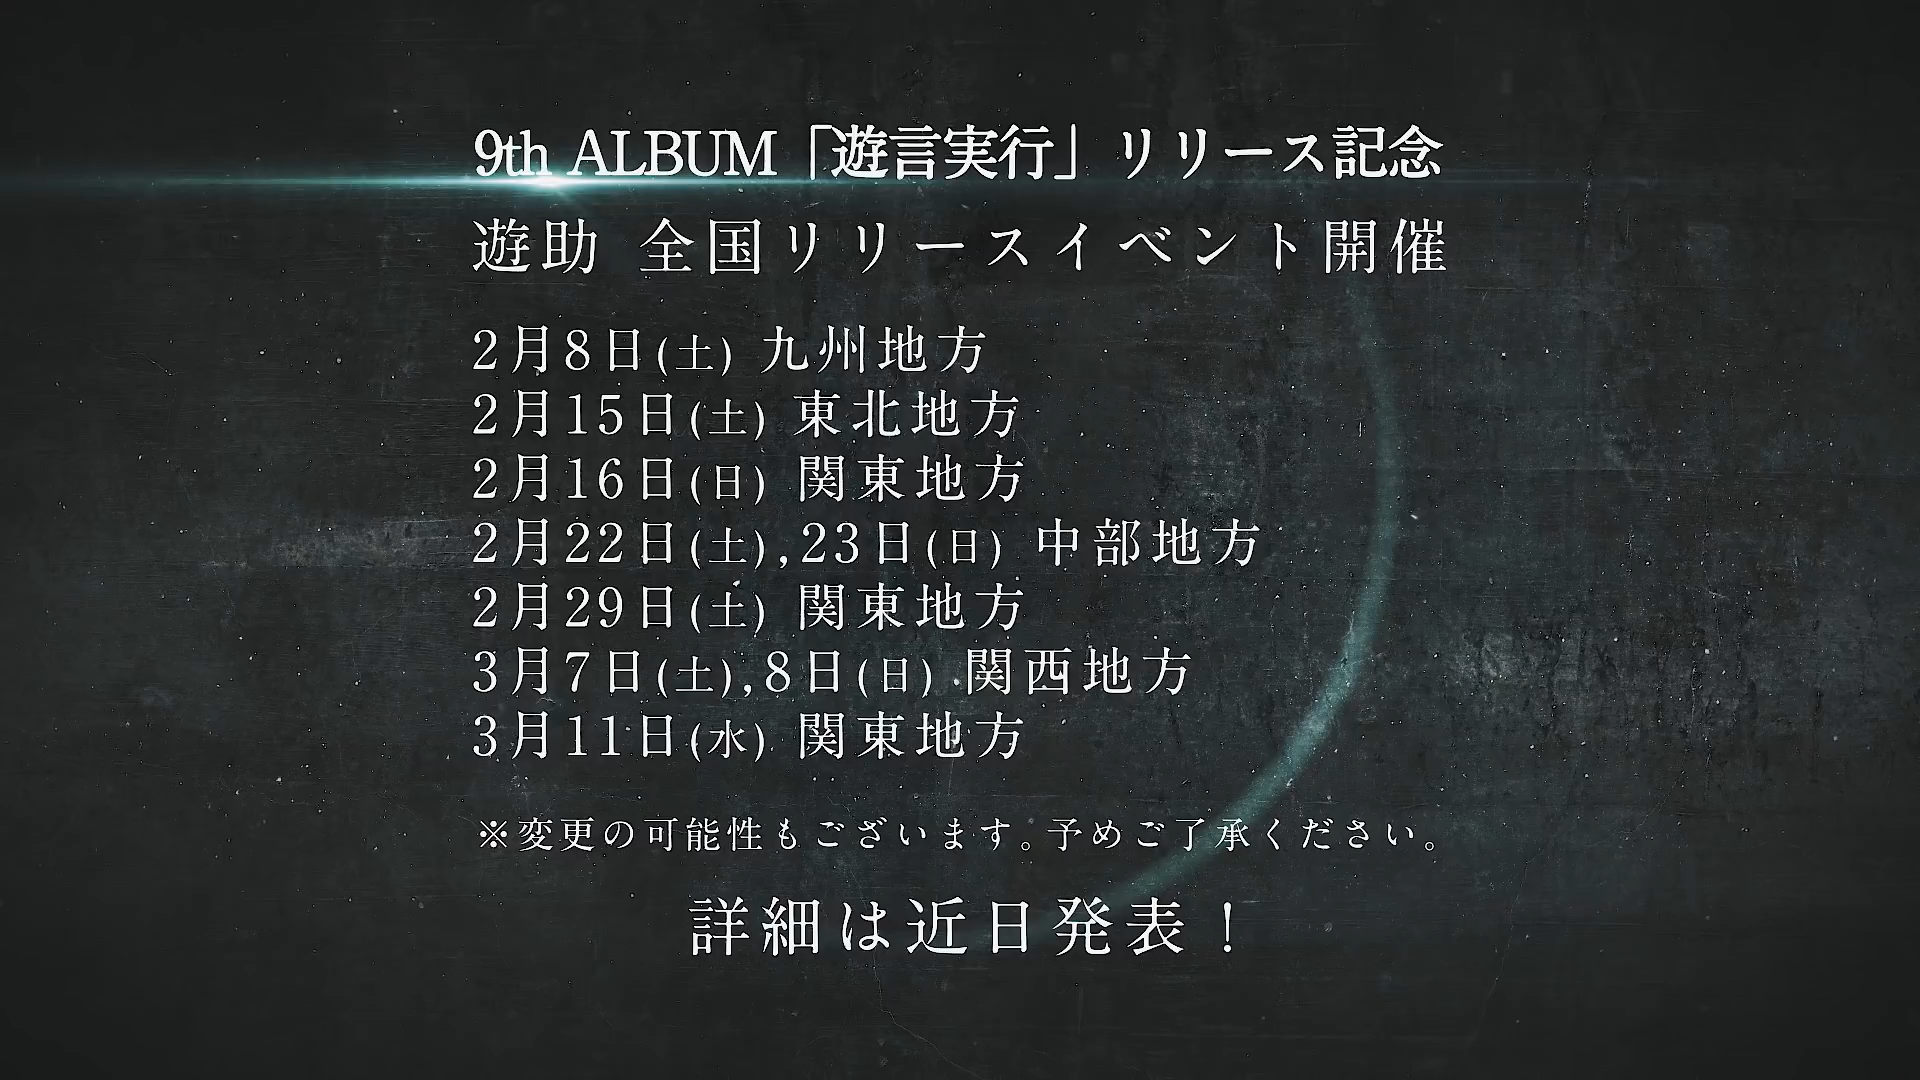 9th ALBUM「遊言実行」リリース記念
遊助 全国リリースイベント開催
2月8日(土) 九州地方
2月15日(土) 東北地方
2月16日(日) 関東地方
2月22日(土),23日(日) 中部地方
2月29日(土) 関東地方
3月7日(土),8日(日) 関西地方
3月11日(水) 関東地方
※変更の可能性もございます。予めご了承ください。
詳細は近日発表！